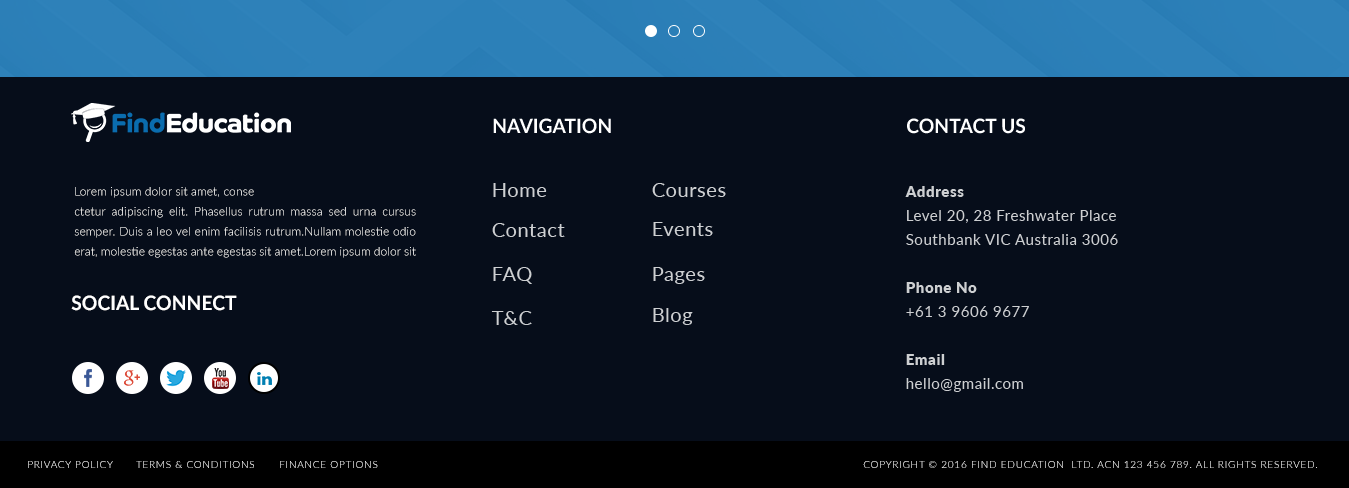 FindEducation
Lorem ipsum dolor sit amet, conse
ctetur adipiscing elit. Phasellus rutrum massa sed urna cursus
semper. Duis a leo vel enim facilisis rutrum.Nullam molestie odio
erat, molestie egestas ante egestas sit amet.Lorem ipsum dolor sit
SOCIAL CONNECT
f
g+
You
Tube
in
NAVIGATION
Home
Contact
FAQ
T&C
Courses
Events
Pages
Blog
CONTACT US
Address
Level 20, 28 Freshwater Place
Southbank VIC Australia 3006
Phone No
+61 3 9606 9677
Email
hello@gmail.com
PRIVACY POLICY TERMS & CONDITIONS FINANCE OPTIONS
COPYRIGHT © 2016 FIND EDUCATION LTD. ACN 123 456 789. ALL RIGHTS RESERVED.